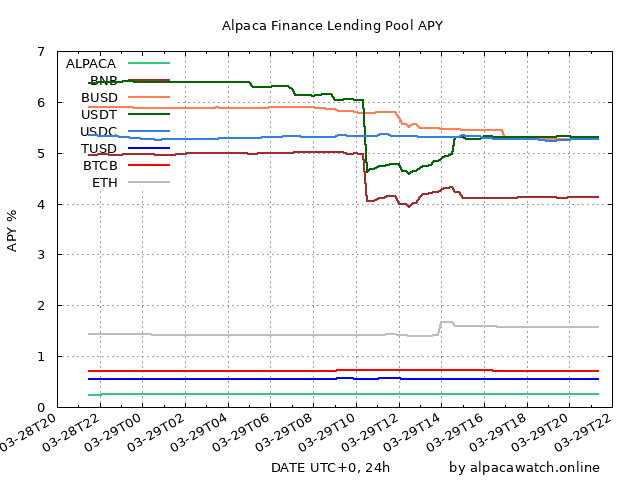 Alpaca Finance Lending Pool APY
7
6
5
4
3
2
1
0
APY %
ALPACA
BNB
BUSD
USDT
USDC
TUSD
BTCB
ETH
03-28T20
03-28T22
03-29T00
03-29T02
03-29T04
03-29T06
03-29T08
03-29T10
03-29T12
03-29T14
03-29T16
03-29T18
03-29T20
03-29T22
DATE UTC+0, 24h
by alpacawatch.online